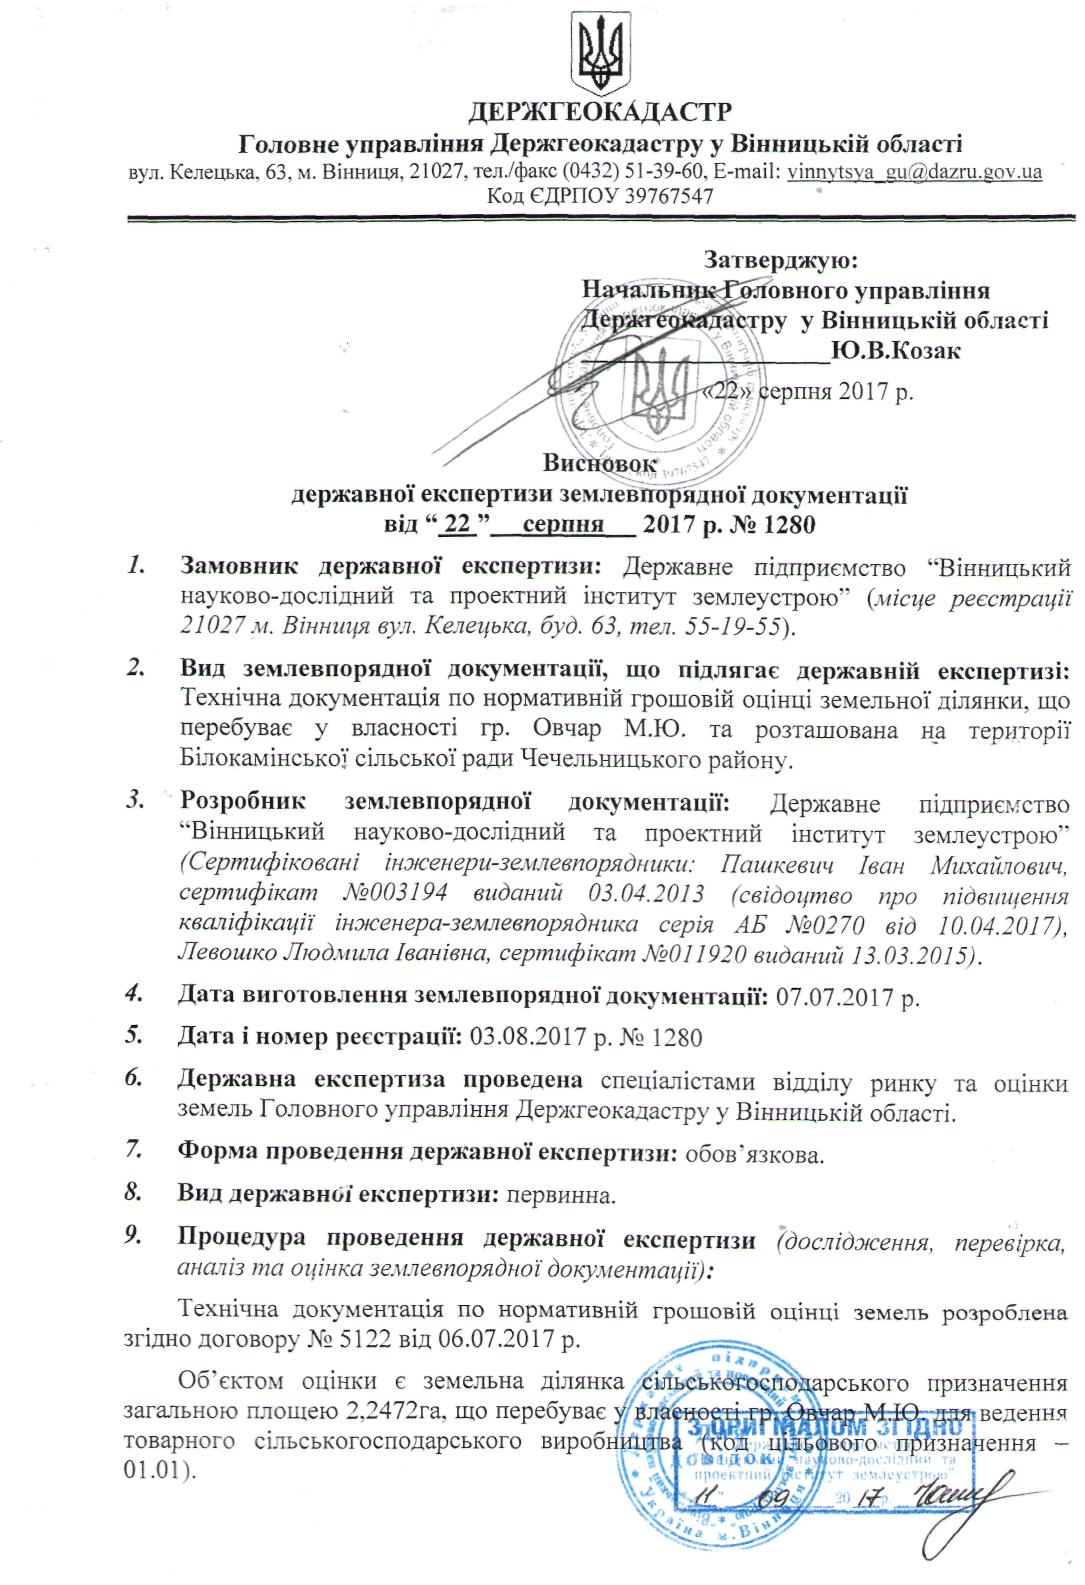 ДЕРЖГЕОКАДАСТР
Головне управління Держгеокадастру у Вінницькій області
вул. Келецька, 63, м. Вінниця, 21027, тел./факс (0432) 51-39-60, E-mail: vinnytsya_gu@dazru.gov.ua
Код ЄДРПОУ 39767547
Затверджую:
Начальник Головного управління
Держгеокадастру у Вінницькій області
____________________Ю.В.Козак
«22» серпня 2017 р.
Висновок
державної експертизи землевпорядної документації
від “ 22 ” серпня 2017 р. № 1280
1. Замовник державної експертизи: Державне підприємство “Вінницький
науково-дослідний та проектний інститут землеустрою” (місце реєстрації
21027 м. Вінниця вул. Келецька, буд. 63, тел. 55-19-55).
2. Вид землевпорядної документації, що підлягає державній експертизі:
Технічна документація по нормативній грошовій оцінці земельної ділянки, що
перебуває у власності гр. Овчар М.Ю. та розташована на території
Білокамінської сільської ради Чечельницького району.
3. Розробник землевпорядної документації: Державне підприємство
“Вінницький науково-дослідний та проектний інститут землеустрою”
(Сертифіковані інженери-землевпорядники: Пашкевич Іван Михайлович,
сертифікат №003194 виданий 03.04.2013 (свідоцтво про підвищення
кваліфікації інженера-землевпорядника серія АБ №0270 від 10.04.2017),
Левошко Людмила Іванівна, сертифікат №011920 виданий 13.03.2015).
4. Дата виготовлення землевпорядної документації: 07.07.2017 р.
5. Дата і номер реєстрації: 03.08.2017 р. № 1280
6. Державна експертиза проведена спеціалістами відділу ринку та оцінки
земель Головного управління Держгеокадастру у Вінницькій області.
7. Форма проведення державної експертизи: обов’язкова.
8. Вид державної експертизи: первинна.
9. Процедура проведення державної експертизи (дослідження, перевірка,
аналіз та оцінка землевпорядної документації):
Технічна документація по нормативній грошовій оцінці земель розроблена
згідно договору № 5122 від 06.07.2017 р.
Об’єктом оцінки є земельна ділянка сільськогосподарського призначення
загальною площею 2,2472га, що перебуває у власності гр. Овчар М.Ю. для ведення
товарного сільськогосподарського виробництва (код цільового призначення –
01.01).
З ОРИГІНАЛОМ ЗГІДНО
науково-дослідний та
проектний інститут землеустрою”
11 09 2017 р.
ДОВІДОК
Україна м.Вінниця